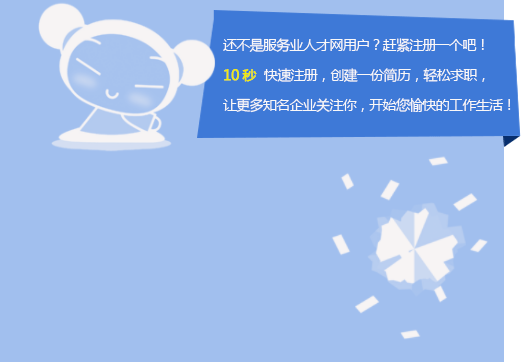 还不是服务业人才网用户？赶紧注册一个吧！
10 秒 快速注册，创建一份简历，轻松求职，
让更多知名企业关注你，开始您愉快的工作生活！